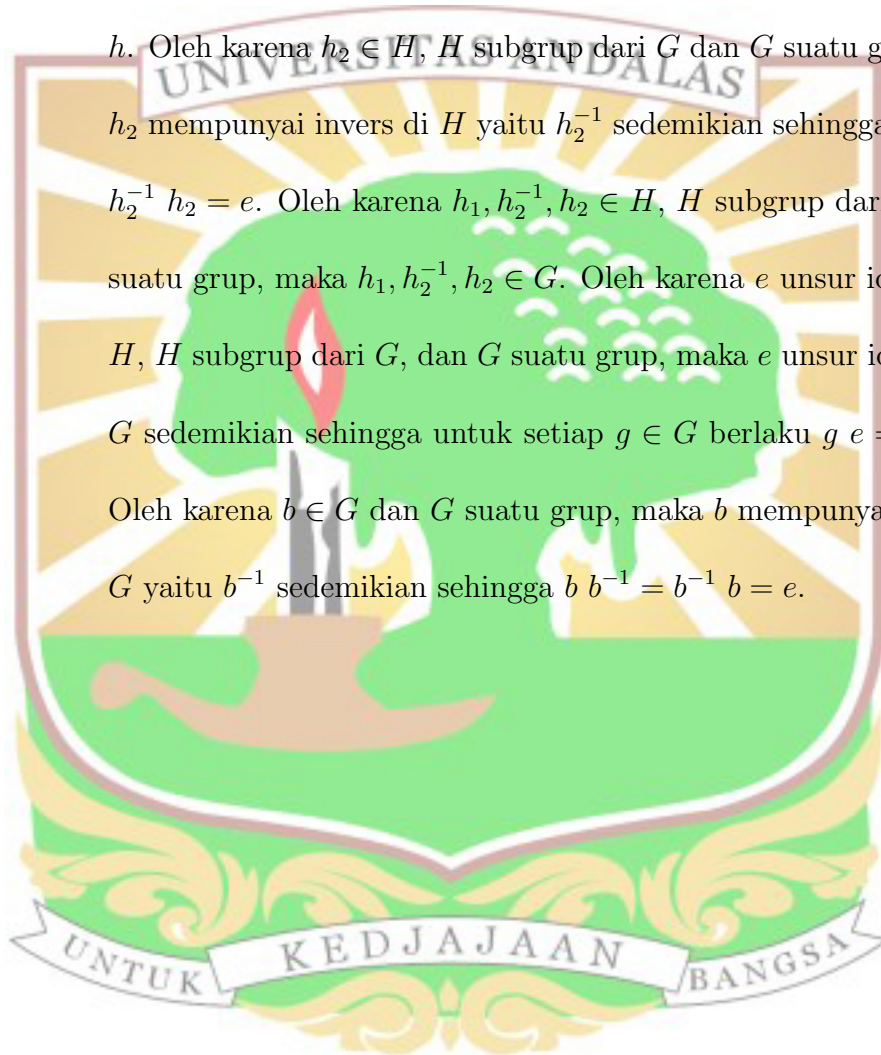 h. Oleh karena h₂ ∈ H, H subgrup dari G dan G suatu g
UNIVERSITAS ANDALAS
h₂ mempunyai invers di H yaitu h₂⁻¹ sedemikian sehingga
h₂⁻¹ h₂ = e. Oleh karena h₁, h₂⁻¹, h₂ ∈ H, H subgrup dar
suatu grup, maka h₁, h₂⁻¹, h₂ ∈ G. Oleh karena e unsur id
H, H subgrup dari G, dan G suatu grup, maka e unsur id
G sedemikian sehingga untuk setiap g ∈ G berlaku g e =
Oleh karena b ∈ G dan G suatu grup, maka b mempunya
G yaitu b⁻¹ sedemikian sehingga b b⁻¹ = b⁻¹ b = e.
UNTUK KEDJAJAAN BANGSA